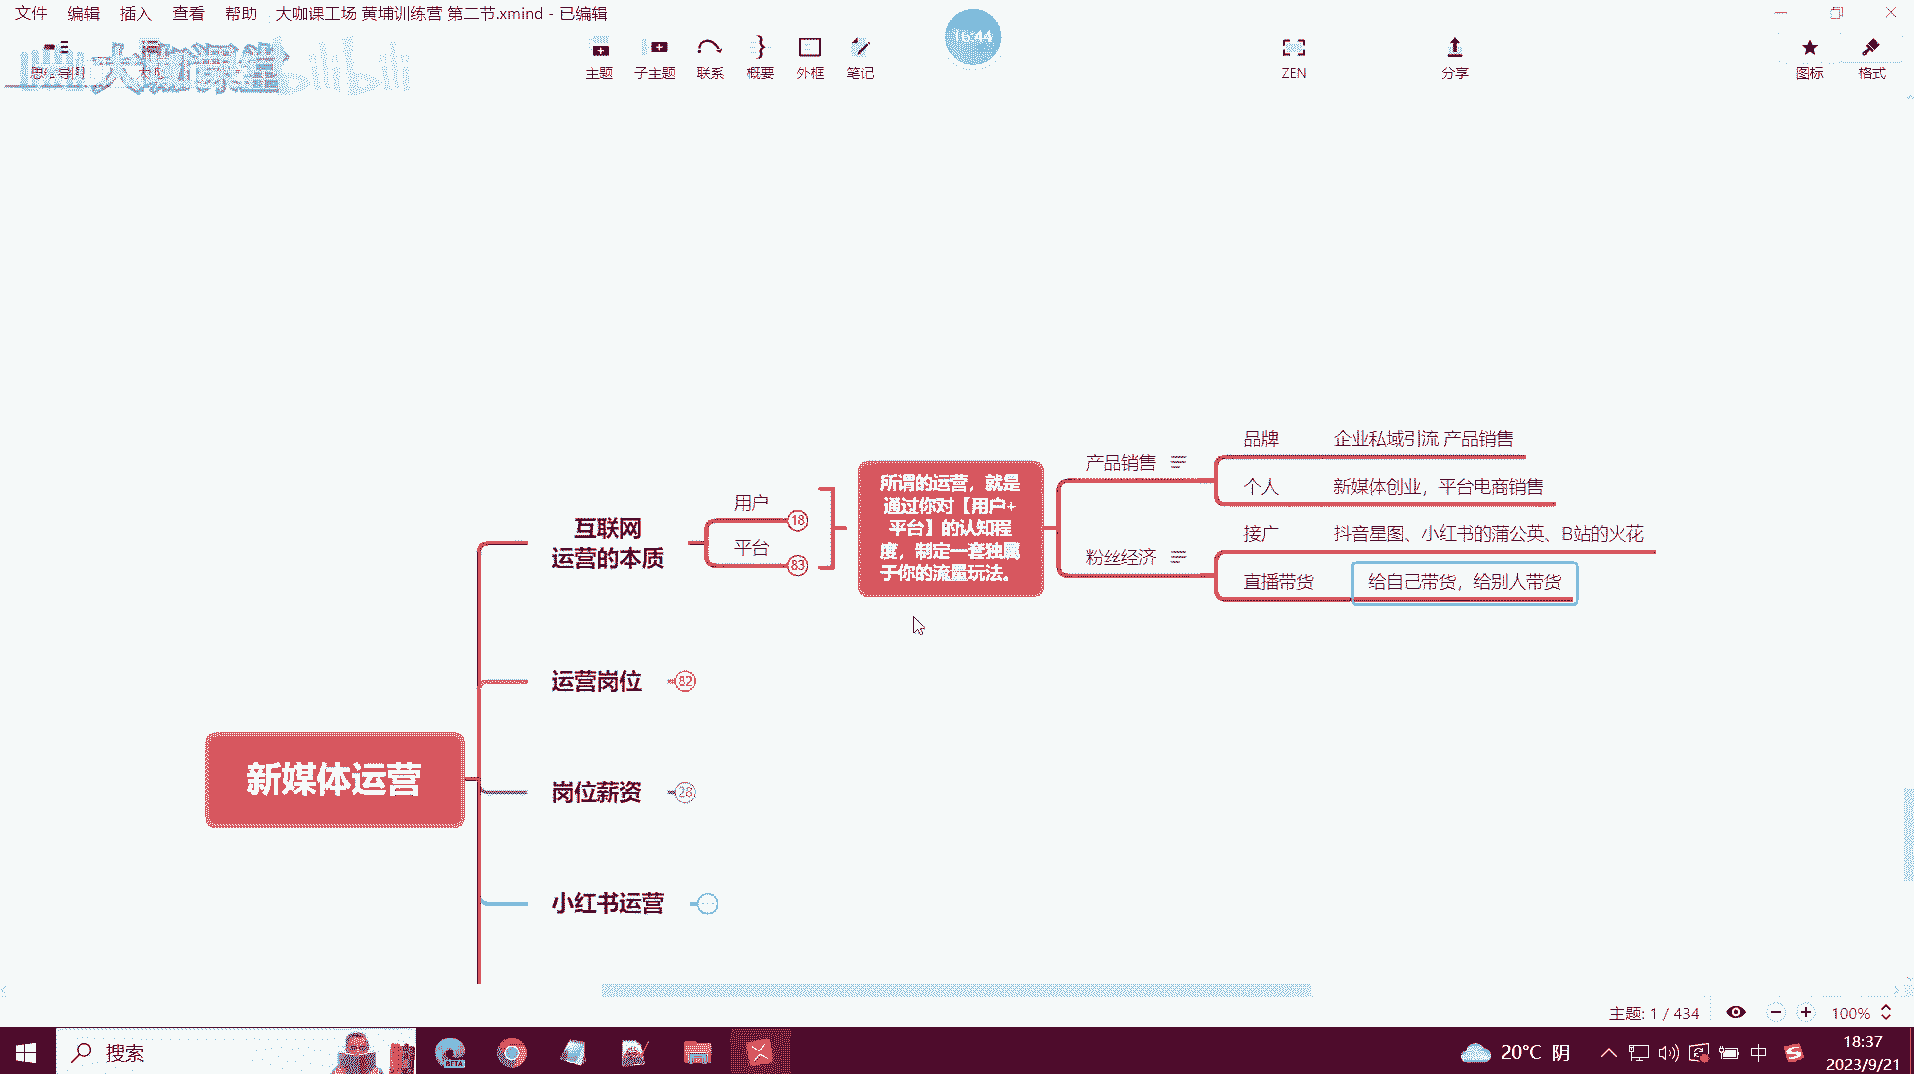 文件 编辑 插入 查看 帮助 大咖课工场 黄埔训练营 第二节.xmind - 已编辑
大咖课堂
bilibili
主题 子主题 联系 概要 外框 笔记
16:44
ZEN 分享 图标 格式
新媒体运营
互联网
运营的本质
用户
18
平台
83
所谓的运营，就是
通过你对【用户+
平台】的认知程
度，制定一套独属
于你的流量玩法。
产品销售
品牌 企业私域引流 产品销售
个人 新媒体创业，平台电商销售
粉丝经济
接广 抖音星图、小红书的蒲公英、B站的火花
直播带货 给自己带货，给别人带货
运营岗位
82
岗位薪资
28
小红书运营
主题: 1 / 434
100%
搜索
BETA
20°C 阴
中
18:37
2023/9/21